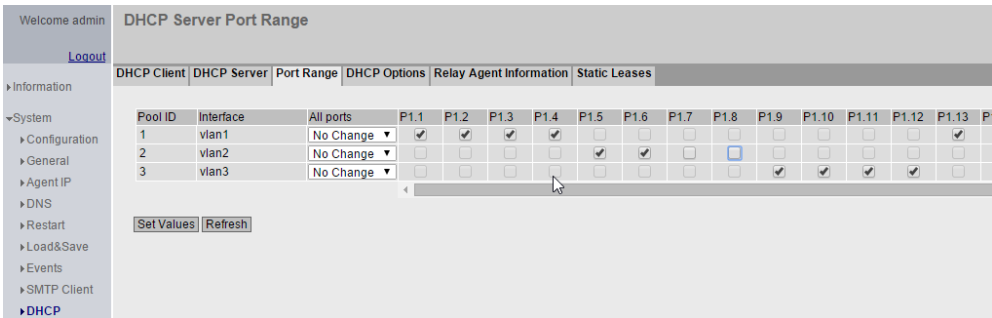 Welcome admin
Logout
Information
System
Configuration
General
Agent IP
DNS
Restart
Load&Save
Events
SMTP Client
DHCP
DHCP Server Port Range
DHCP Client DHCP Server Port Range DHCP Options Relay Agent Information Static Leases
Pool ID Interface All ports P1.1 P1.2 P1.3 P1.4 P1.5 P1.6 P1.7 P1.8 P1.9 P1.10 P1.11 P1.12 P1.13
1 vlan1 No Change
2 vlan2 No Change
3 vlan3 No Change
Set Values Refresh